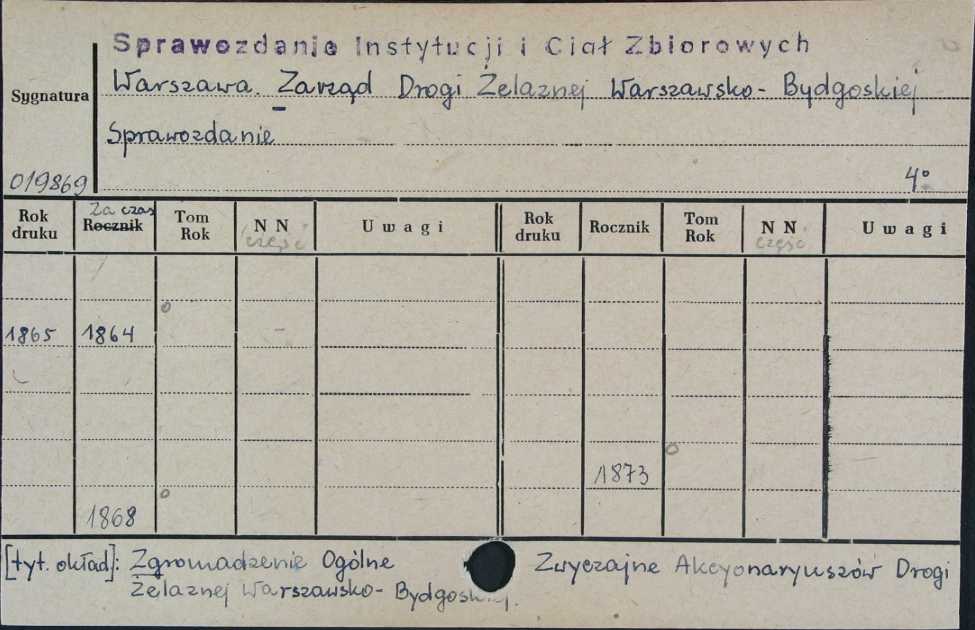 Sprawozdanie Instytucji i Ciał Zbiorowych
Warszawa. Zarząd Drogi Żelaznej Warszawsko-Bydgoskiej
Sygnatura
Sprawozdanie
019869
4°
Rok druku Za czas Rocznik Tom Rok N N część Uwagi Rok druku Rocznik Tom Rok N N część Uwagi
1865 1864
1873
1868
[tyt. okład]: Zgromadzenie Ogólne Zwyczajne Akcyonaryuszów Drogi
Żelaznej Warszawsko-Bydgoskiej.